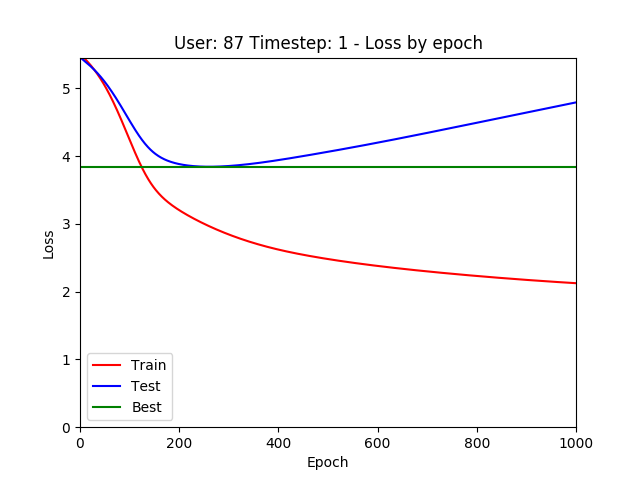 User: 87 Timestep: 1 - Loss by epoch
5
4
3
2
1
0
Loss
Train
Test
Best
0 200 400 600 800 1000
Epoch